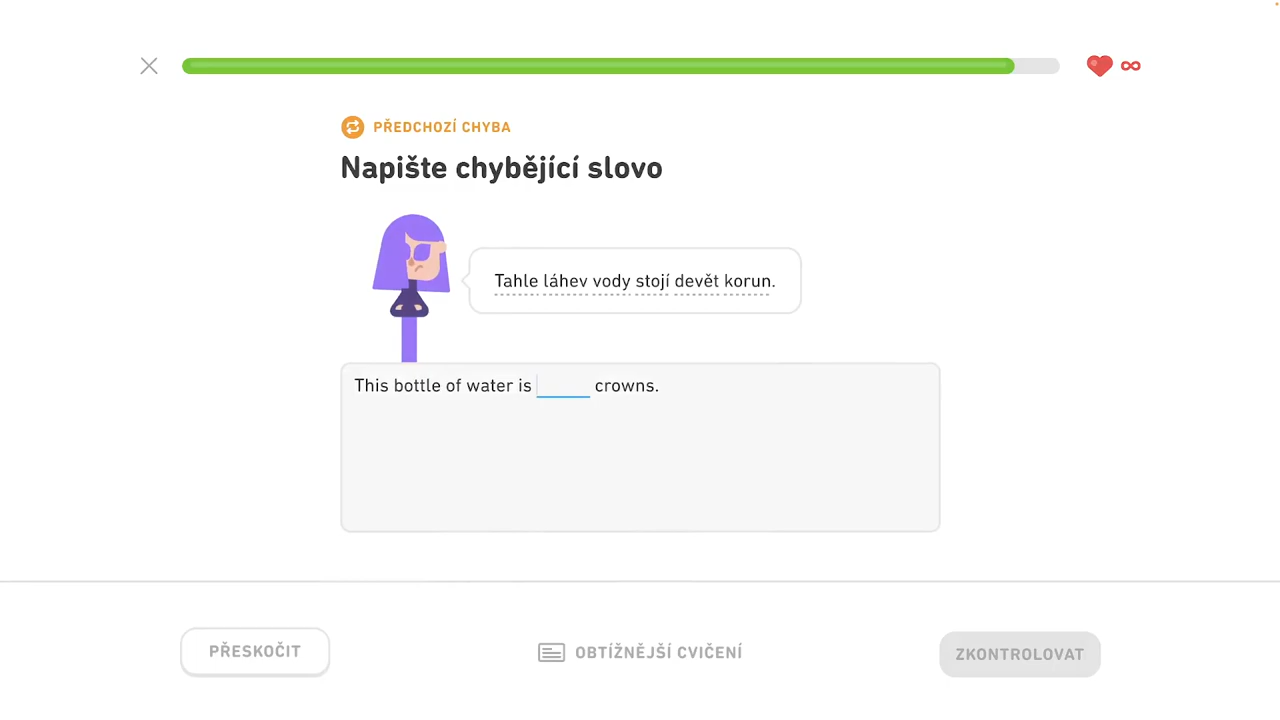 ∞
PŘEDCHOZÍ CHYBA
Napište chybějící slovo
Tahle láhev vody stojí devět korun.
This bottle of water is _____ crowns.
PŘESKOČIT
OBTÍŽNĚJŠÍ CVIČENÍ
ZKONTROLOVAT